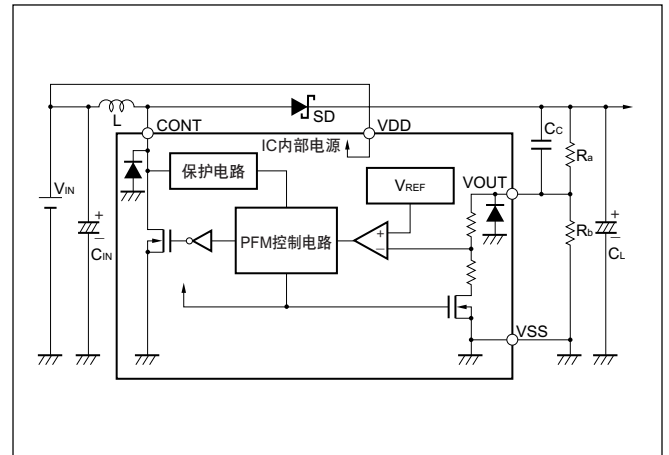 L
SD
CONT
VDD
CC
IC内部电源
Ra
保护电路
VREF
VOUT
VIN
+
−
CIN
PFM控制电路
+
−
Rb
+
−
CL
VSS